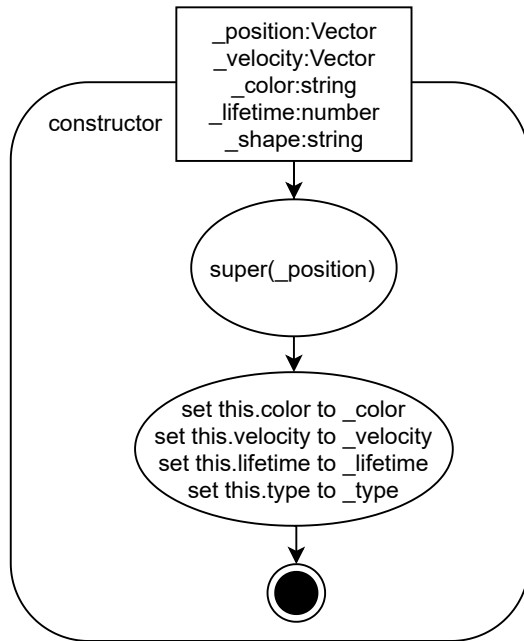 _position:Vector
_velocity:Vector
_color:string
_lifetime:number
_shape:string
constructor
super(_position)
set this.color to _color
set this.velocity to _velocity
set this.lifetime to _lifetime
set this.type to _type